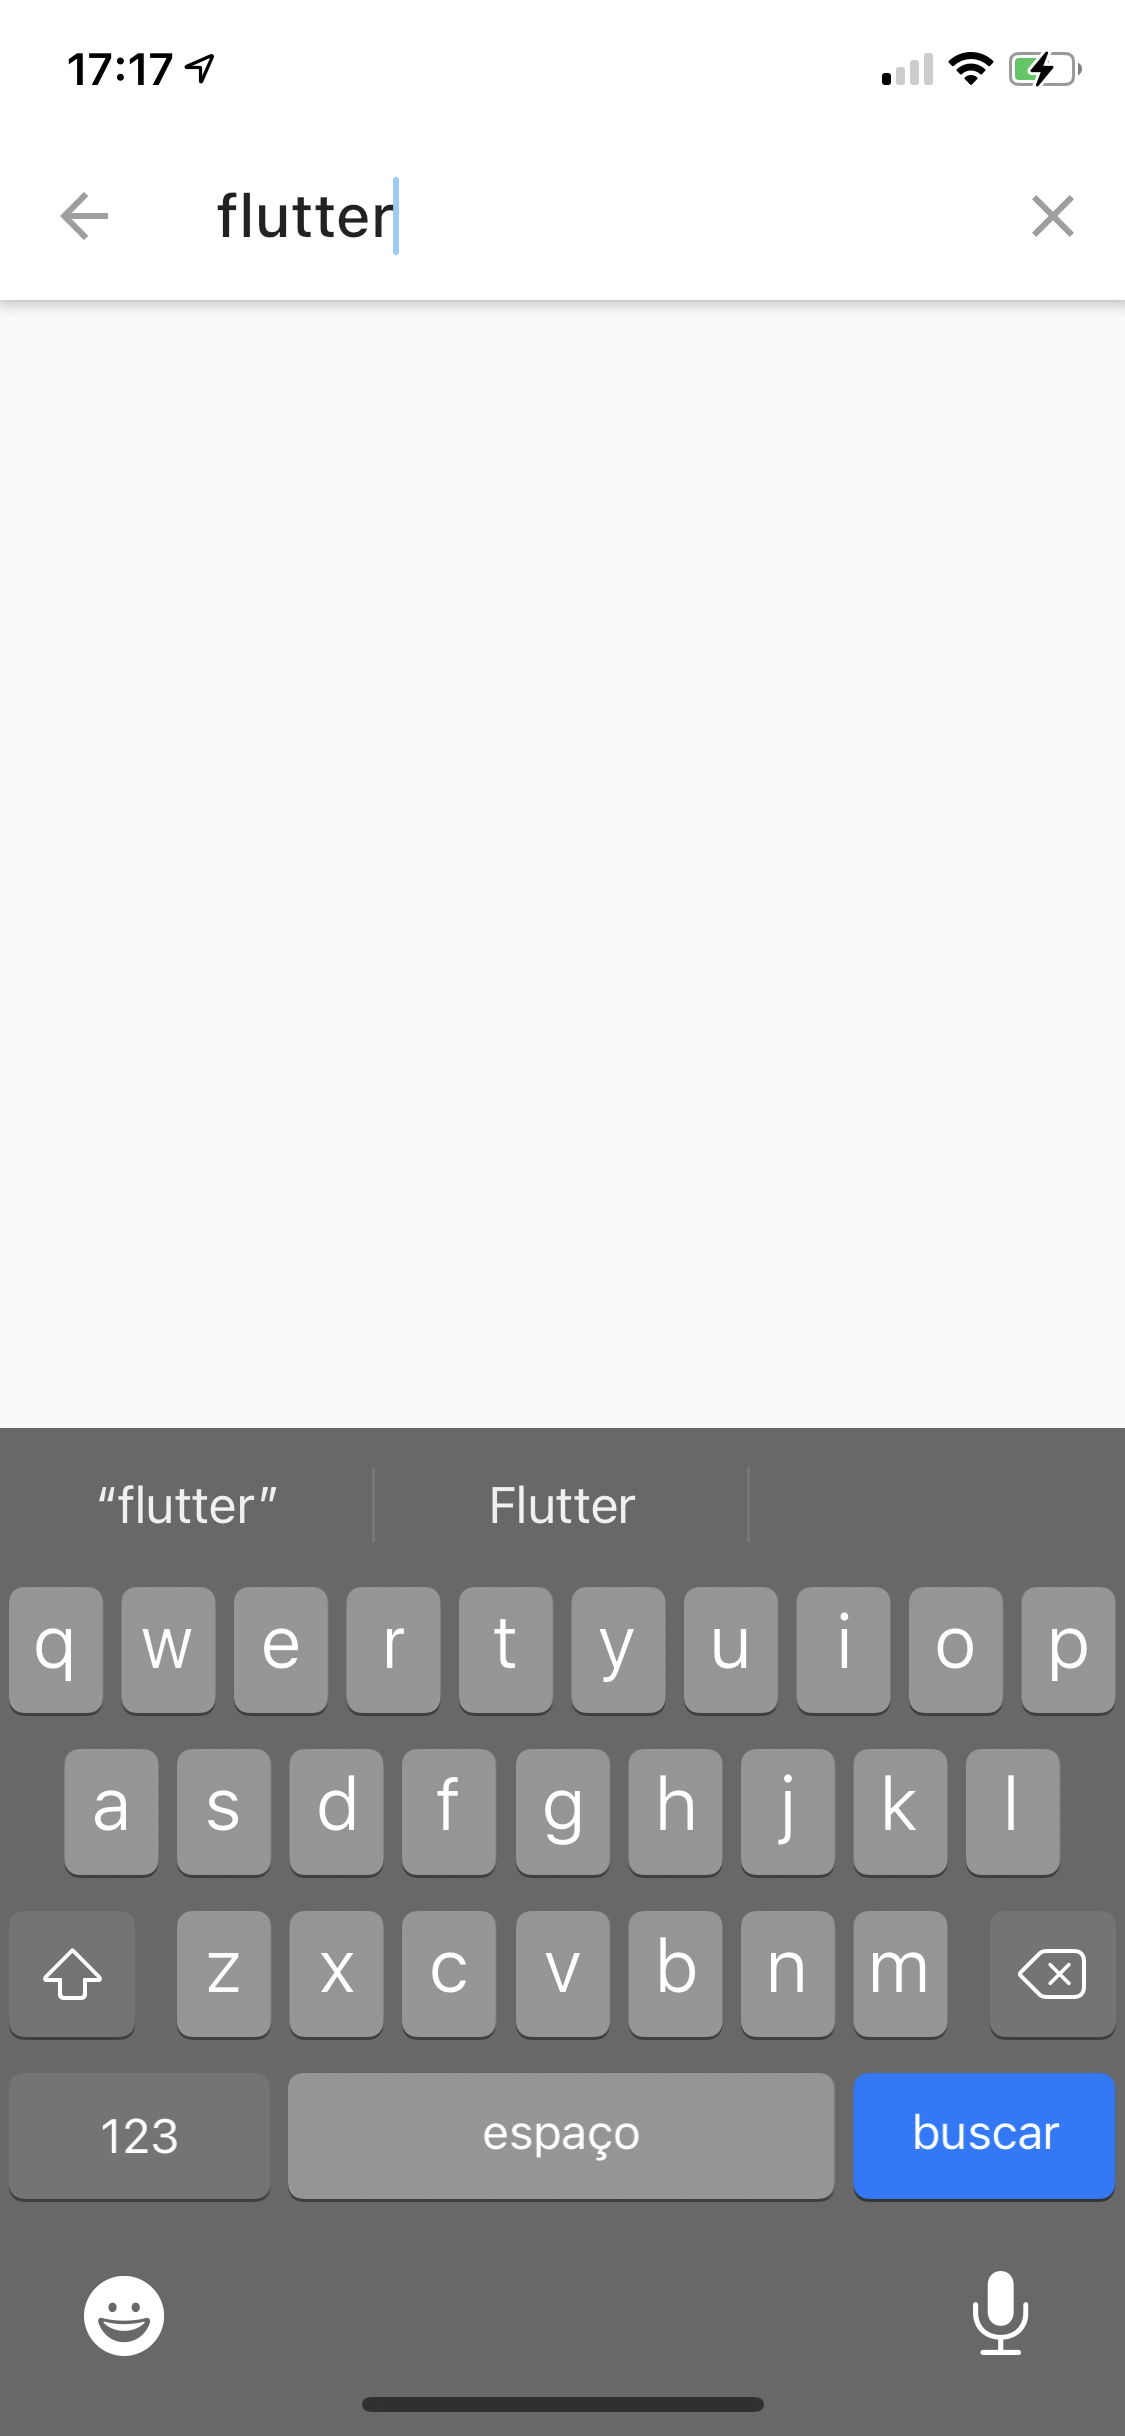 17:17
flutter
“flutter” Flutter
q w e r t y u i o p
a s d f g h j k l
z x c v b n m
123 espaço buscar